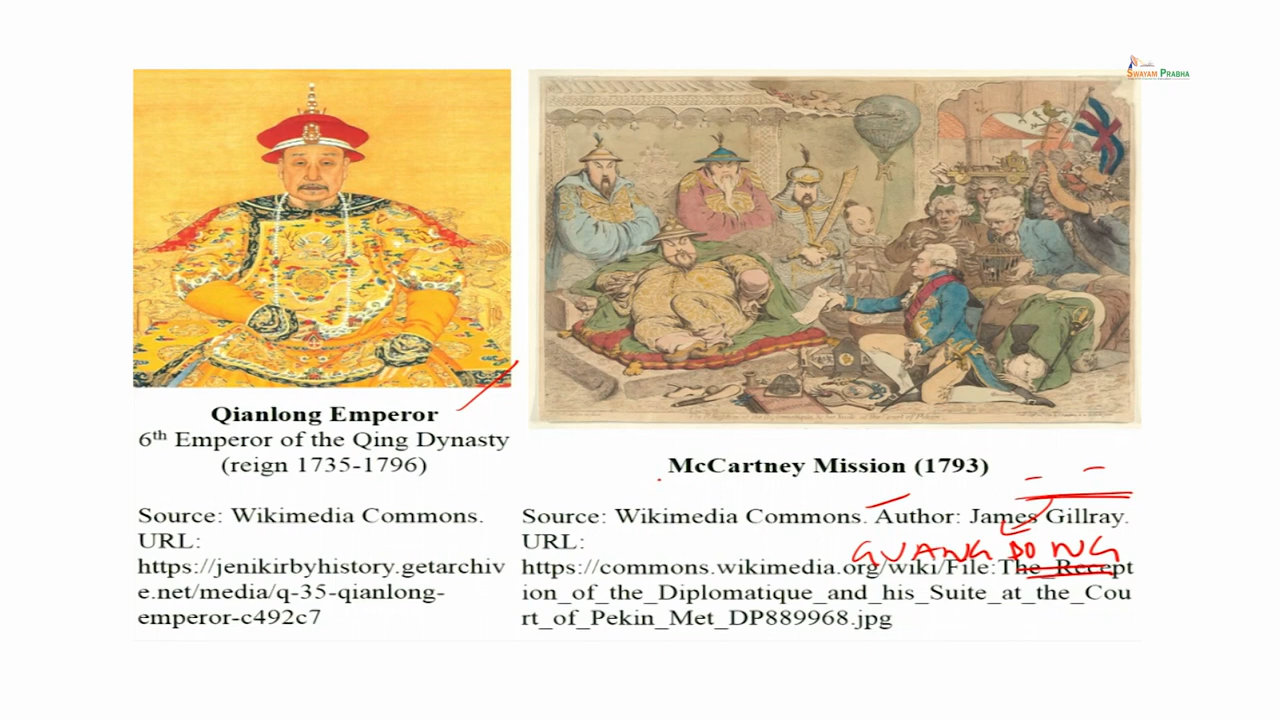 SWAYAM PRABHA
Qianlong Emperor
6th Emperor of the Qing Dynasty
(reign 1735-1796)
Source: Wikimedia Commons.
URL:
https://jenikirbyhistory.getarchiv
e.net/media/q-35-qianlong-
emperor-c492c7
McCartney Mission (1793)
Source: Wikimedia Commons. Author: James Gillray.
URL:
GUANG DONG
https://commons.wikimedia.org/wiki/File:The_Recept
ion_of_the_Diplomatique_and_his_Suite_at_the_Cou
rt_of_Pekin_Met_DP889968.jpg